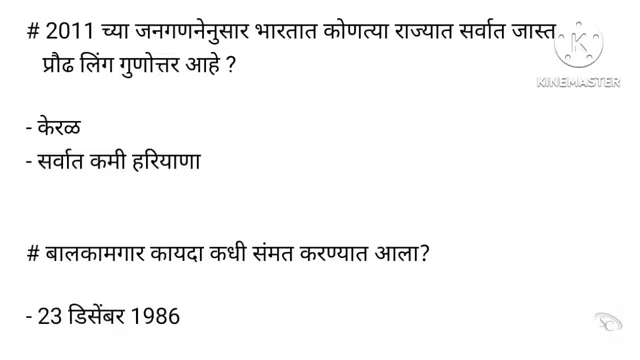 # 2011 च्या जनगणनेनुसार भारतात कोणत्या राज्यात सर्वात जास्त
प्रौढ लिंग गुणोत्तर आहे ?
- केरळ
- सर्वात कमी हरियाणा
# बालकामगार कायदा कधी संमत करण्यात आला?
- 23 डिसेंबर 1986
KINEMASTER